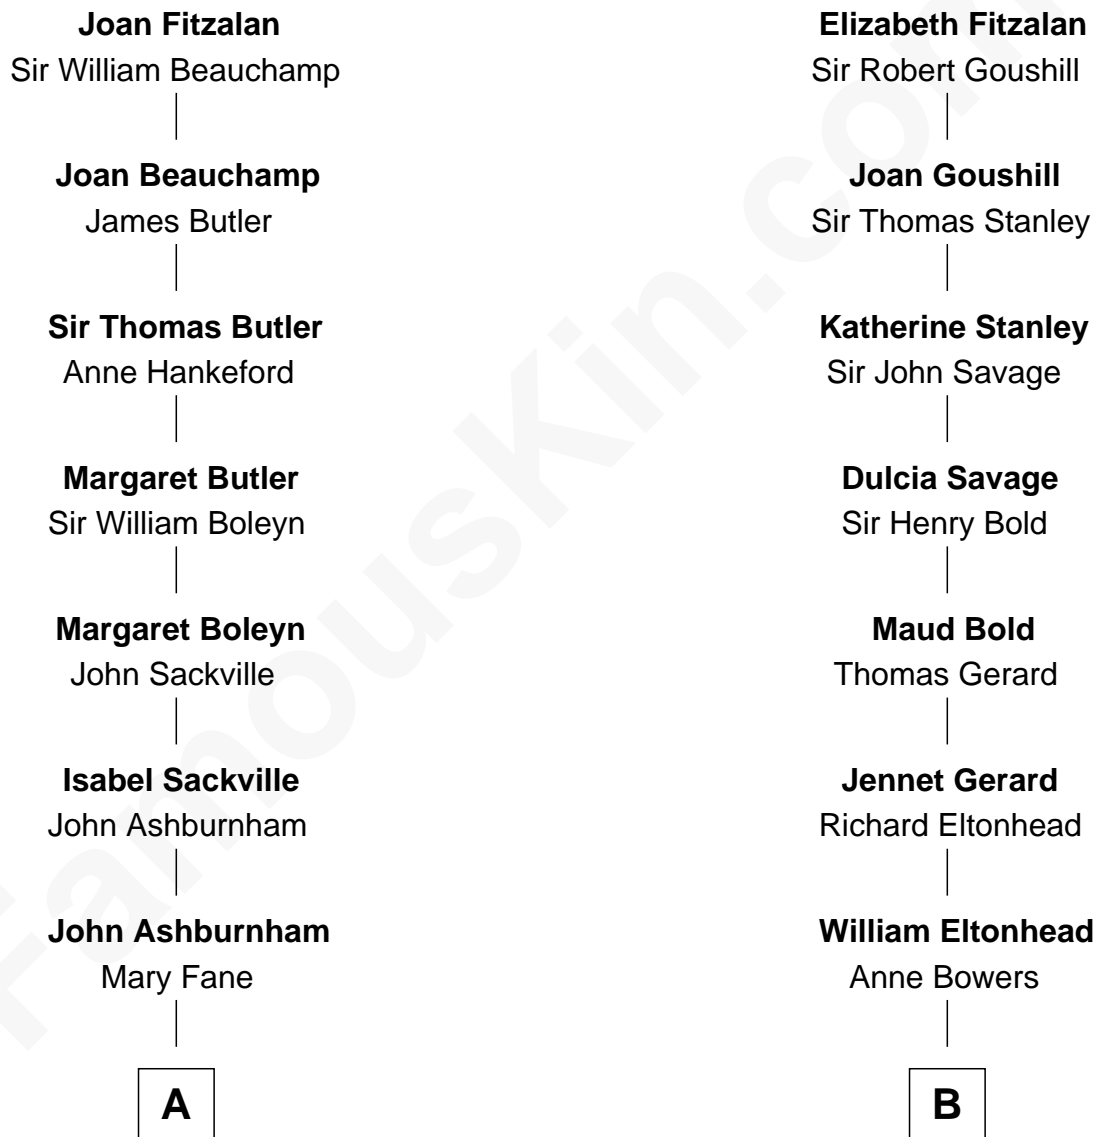 Joan Fitzalan
Sir William Beauchamp
Joan Beauchamp
James Butler
Sir Thomas Butler
Anne Hankeford
Margaret Butler
Sir William Boleyn
Margaret Boleyn
John Sackville
Isabel Sackville
John Ashburnham
John Ashburnham
Mary Fane
A
Elizabeth Fitzalan
Sir Robert Goushill
Joan Goushill
Sir Thomas Stanley
Katherine Stanley
Sir John Savage
Dulcia Savage
Sir Henry Bold
Maud Bold
Thomas Gerard
Jennet Gerard
Richard Eltonhead
William Eltonhead
Anne Bowers
B
FamousKin.com